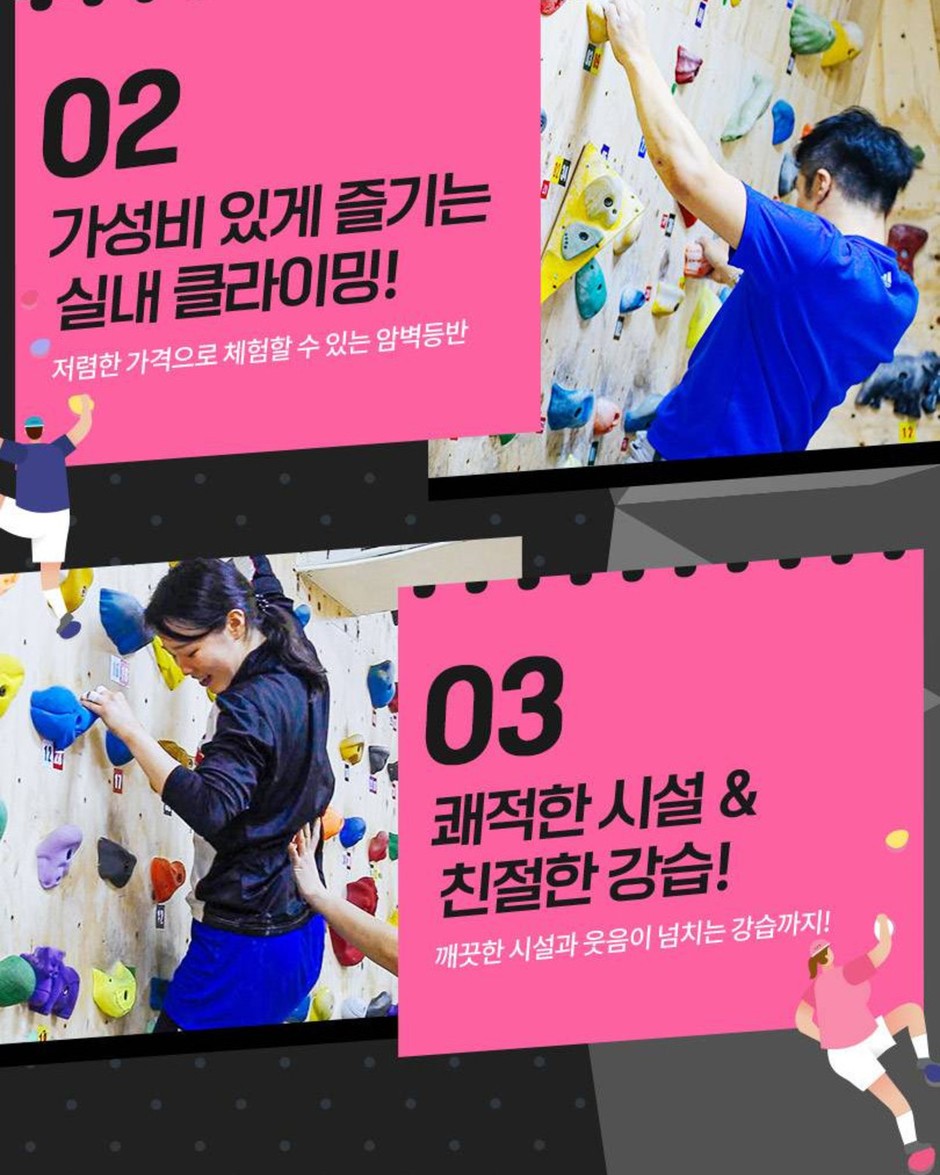 02
가성비 있게 즐기는
실내 클라이밍!
저렴한 가격으로 체험할 수 있는 암벽등반
12
03
쾌적한 시설 &
친절한 강습!
깨끗한 시설과 웃음이 넘치는 강습까지!
12
17